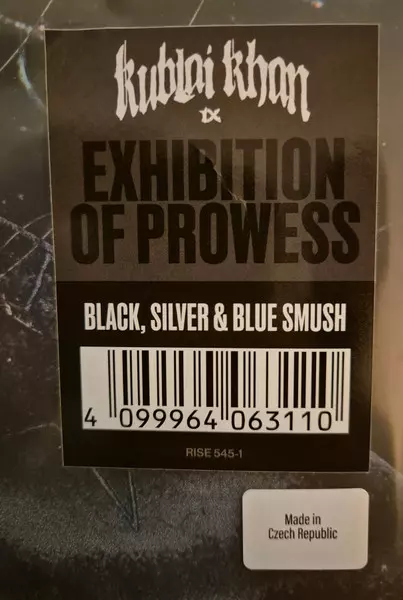 Kublai Khan
TX
EXHIBITION
OF PROWESS
BLACK, SILVER & BLUE SMUSH
4 099964 063110
RISE 545-1
Made in
Czech Republic